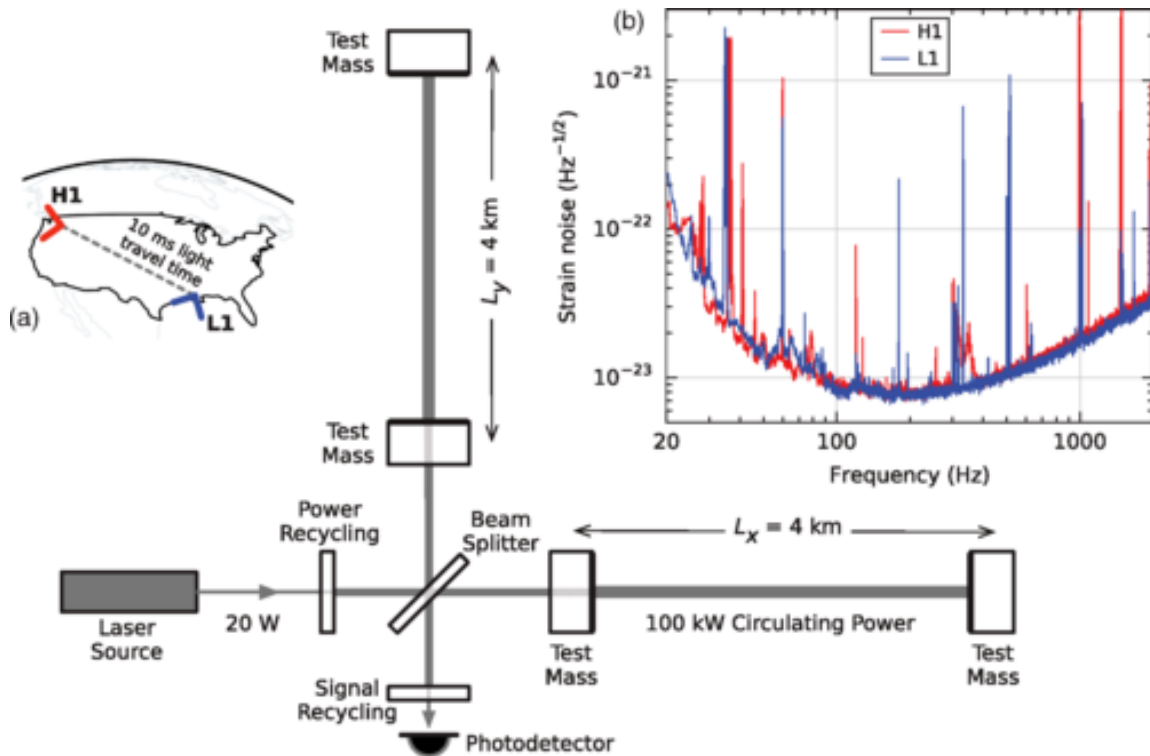 (a)
H1
10 ms light
travel time
L1
Test
Mass
L_y = 4 km
Test
Mass
Power
Recycling
Beam
Splitter
Laser
Source
20 W
L_x = 4 km
100 kW Circulating Power
Test
Mass
Test
Mass
Signal
Recycling
Photodetector
(b)
H1
L1
Strain noise (Hz^{-1/2})
10^{-21}
10^{-22}
10^{-23}
20
100
1000
Frequency (Hz)